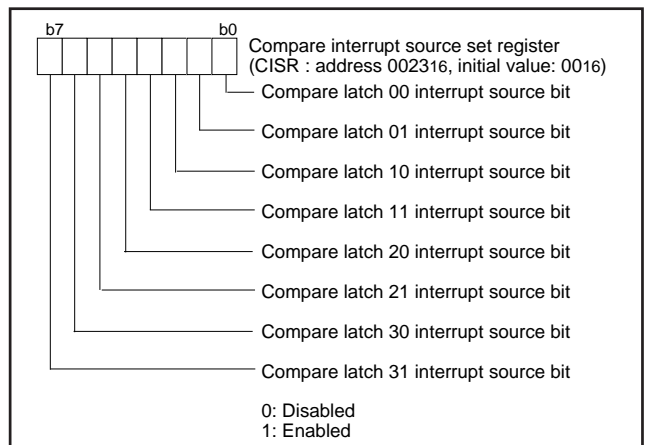 b7 b0
Compare interrupt source set register
(CISR : address 002316, initial value: 0016)
Compare latch 00 interrupt source bit
Compare latch 01 interrupt source bit
Compare latch 10 interrupt source bit
Compare latch 11 interrupt source bit
Compare latch 20 interrupt source bit
Compare latch 21 interrupt source bit
Compare latch 30 interrupt source bit
Compare latch 31 interrupt source bit
0: Disabled
1: Enabled